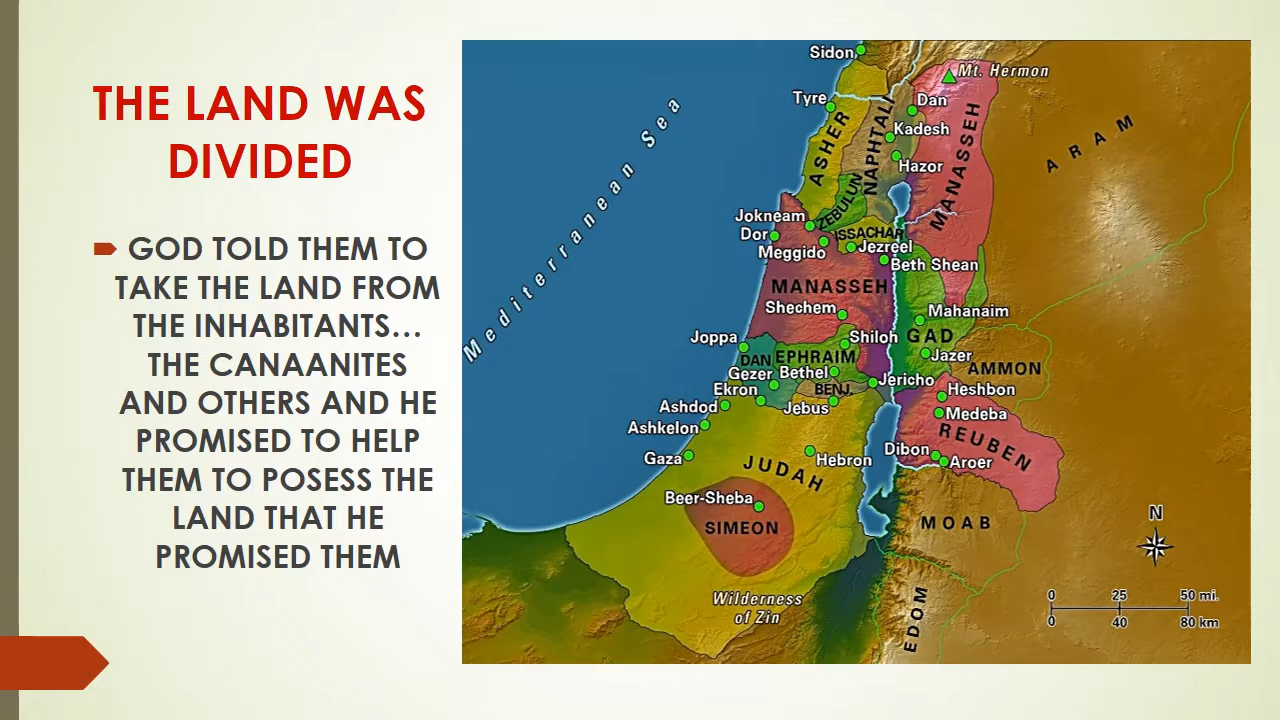 THE LAND WAS
DIVIDED
GOD TOLD THEM TO
TAKE THE LAND FROM
THE INHABITANTS…
THE CANAANITES
AND OTHERS AND HE
PROMISED TO HELP
THEM TO POSESS THE
LAND THAT HE
PROMISED THEM
Mediterranean Sea
Sidon
Mt. Hermon
Tyre
Dan
ASHER
NAPHTALI
Kadesh
MANASSEH
ARAM
Hazor
ZEBULUN
Jokneam
Dor
ISSACHAR
Meggido
Jezreel
Beth Shean
MANASSEH
Shechem
Mahanaim
Joppa
Shiloh
GAD
DAN
EPHRAIM
Jazer
AMMON
Gezer
Bethel
Ekron
BENJ.
Jericho
Heshbon
Ashdod
Jebus
Medeba
Ashkelon
REUBEN
Gaza
JUDAH
Hebron
Dibon
Aroer
Beer-Sheba
SIMEON
MOAB
N
Wilderness
of Zin
EDOM
0 25 50 mi.
0 40 80 km